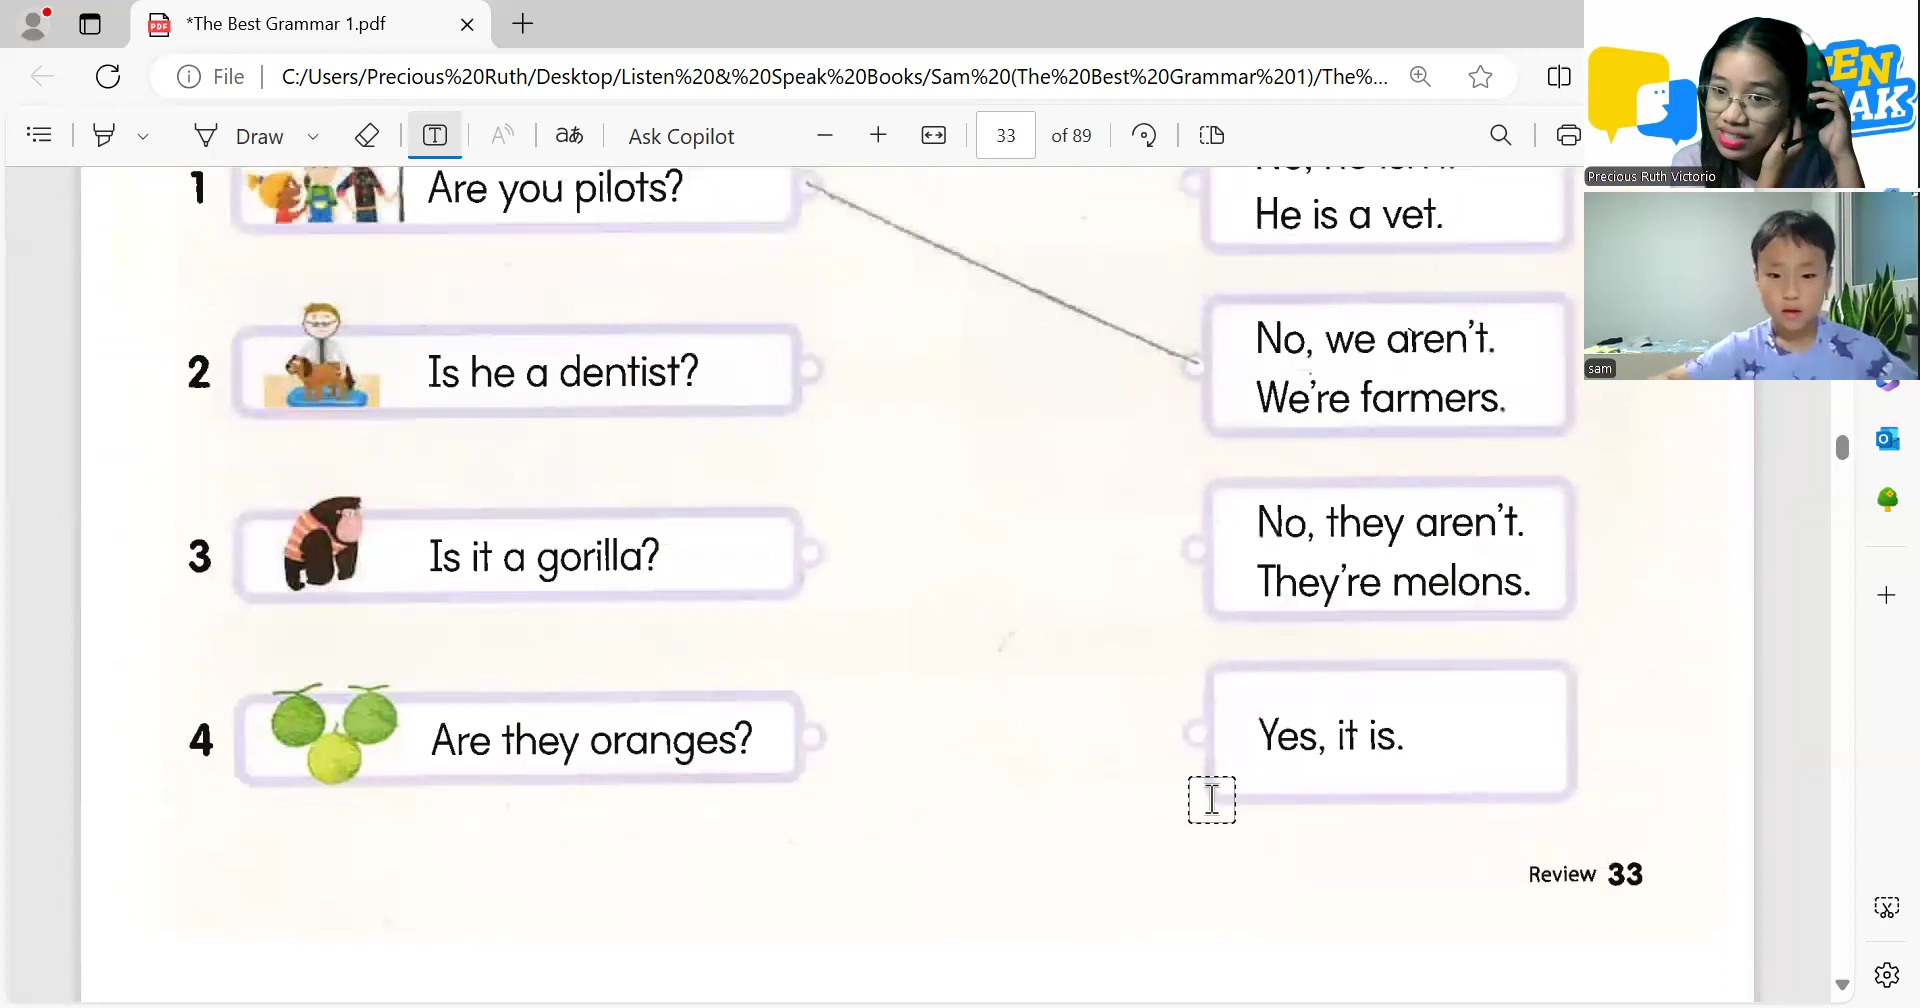 *The Best Grammar 1.pdf
File
C:/Users/Precious%20Ruth/Desktop/Listen%20&%20Speak%20Books/Sam%20(The%20Best%20Grammar%201)/The%...
Draw
Ask Copilot
33
of 89
EN
AK
Precious Ruth Victorio
sam
1
Are you pilots?
He is a vet.
2
Is he a dentist?
No, we aren't.
We're farmers.
3
Is it a gorilla?
No, they aren't.
They're melons.
4
Are they oranges?
Yes, it is.
Review 33